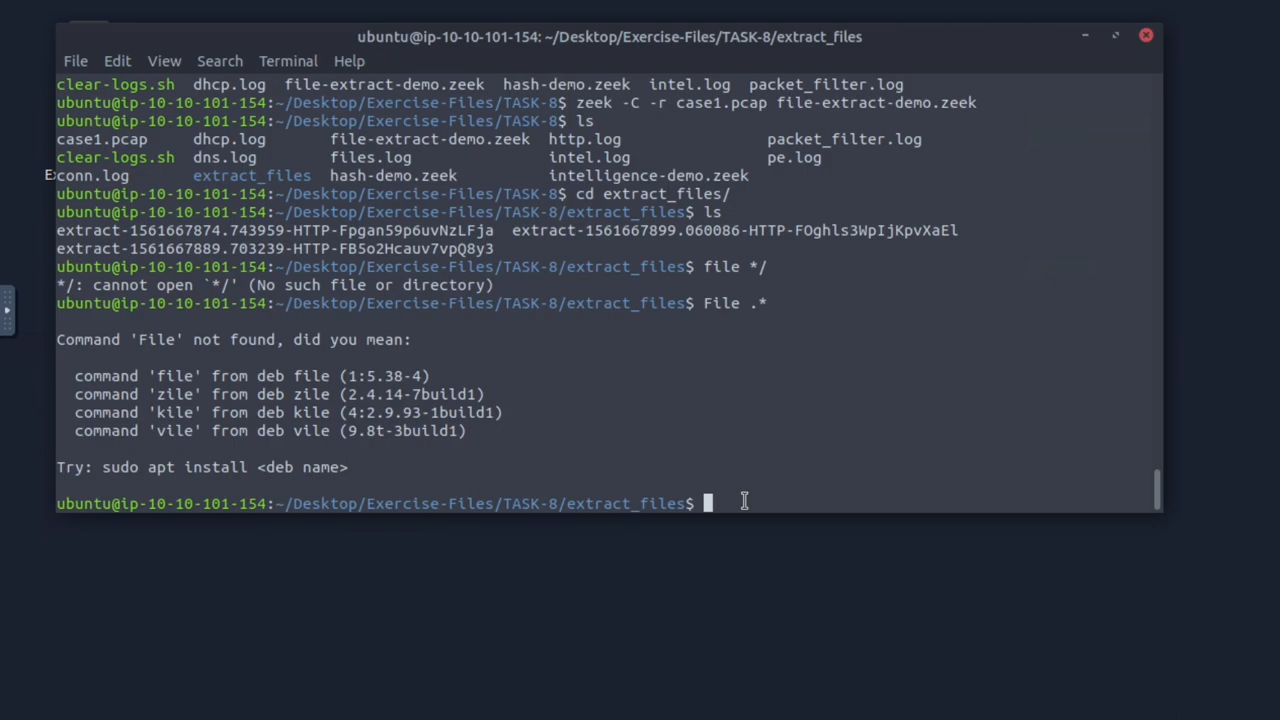 ubuntu@ip-10-10-101-154: ~/Desktop/Exercise-Files/TASK-8/extract_files
File Edit View Search Terminal Help
clear-logs.sh dhcp.log file-extract-demo.zeek hash-demo.zeek intel.log packet_filter.log
ubuntu@ip-10-10-101-154:~/Desktop/Exercise-Files/TASK-8$ zeek -C -r case1.pcap file-extract-demo.zeek
ubuntu@ip-10-10-101-154:~/Desktop/Exercise-Files/TASK-8$ ls
case1.pcap dhcp.log file-extract-demo.zeek http.log packet_filter.log
clear-logs.sh dns.log files.log intel.log pe.log
conn.log extract_files hash-demo.zeek intelligence-demo.zeek
ubuntu@ip-10-10-101-154:~/Desktop/Exercise-Files/TASK-8$ cd extract_files/
ubuntu@ip-10-10-101-154:~/Desktop/Exercise-Files/TASK-8/extract_files$ ls
extract-1561667874.743959-HTTP-Fpgan59p6uvNzLFja extract-1561667899.060086-HTTP-FOghls3WpIjKpvXaEl
extract-1561667889.703239-HTTP-FB5o2Hcauv7vpQ8y3
ubuntu@ip-10-10-101-154:~/Desktop/Exercise-Files/TASK-8/extract_files$ file */
*/: cannot open `*/' (No such file or directory)
ubuntu@ip-10-10-101-154:~/Desktop/Exercise-Files/TASK-8/extract_files$ File .*
Command 'File' not found, did you mean:
command 'file' from deb file (1:5.38-4)
command 'zile' from deb zile (2.4.14-7build1)
command 'kile' from deb kile (4:2.9.93-1build1)
command 'vile' from deb vile (9.8t-3build1)
Try: sudo apt install <deb name>
ubuntu@ip-10-10-101-154:~/Desktop/Exercise-Files/TASK-8/extract_files$